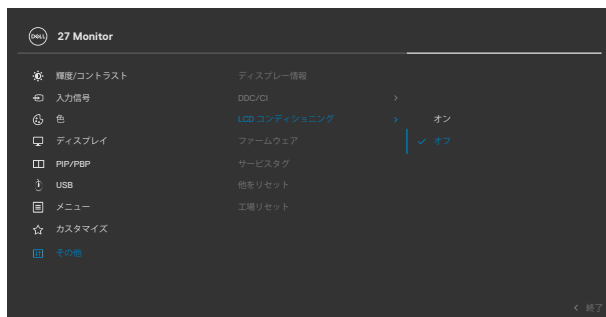 DELL 27 Monitor
輝度/コントラスト
入力信号
色
ディスプレイ
PIP/PBP
USB
メニュー
カスタマイズ
その他
ディスプレー情報
DDC/CI
LCD コンディショニング
ファームウェア
サービスタグ
他をリセット
工場リセット
オン
オフ
終了